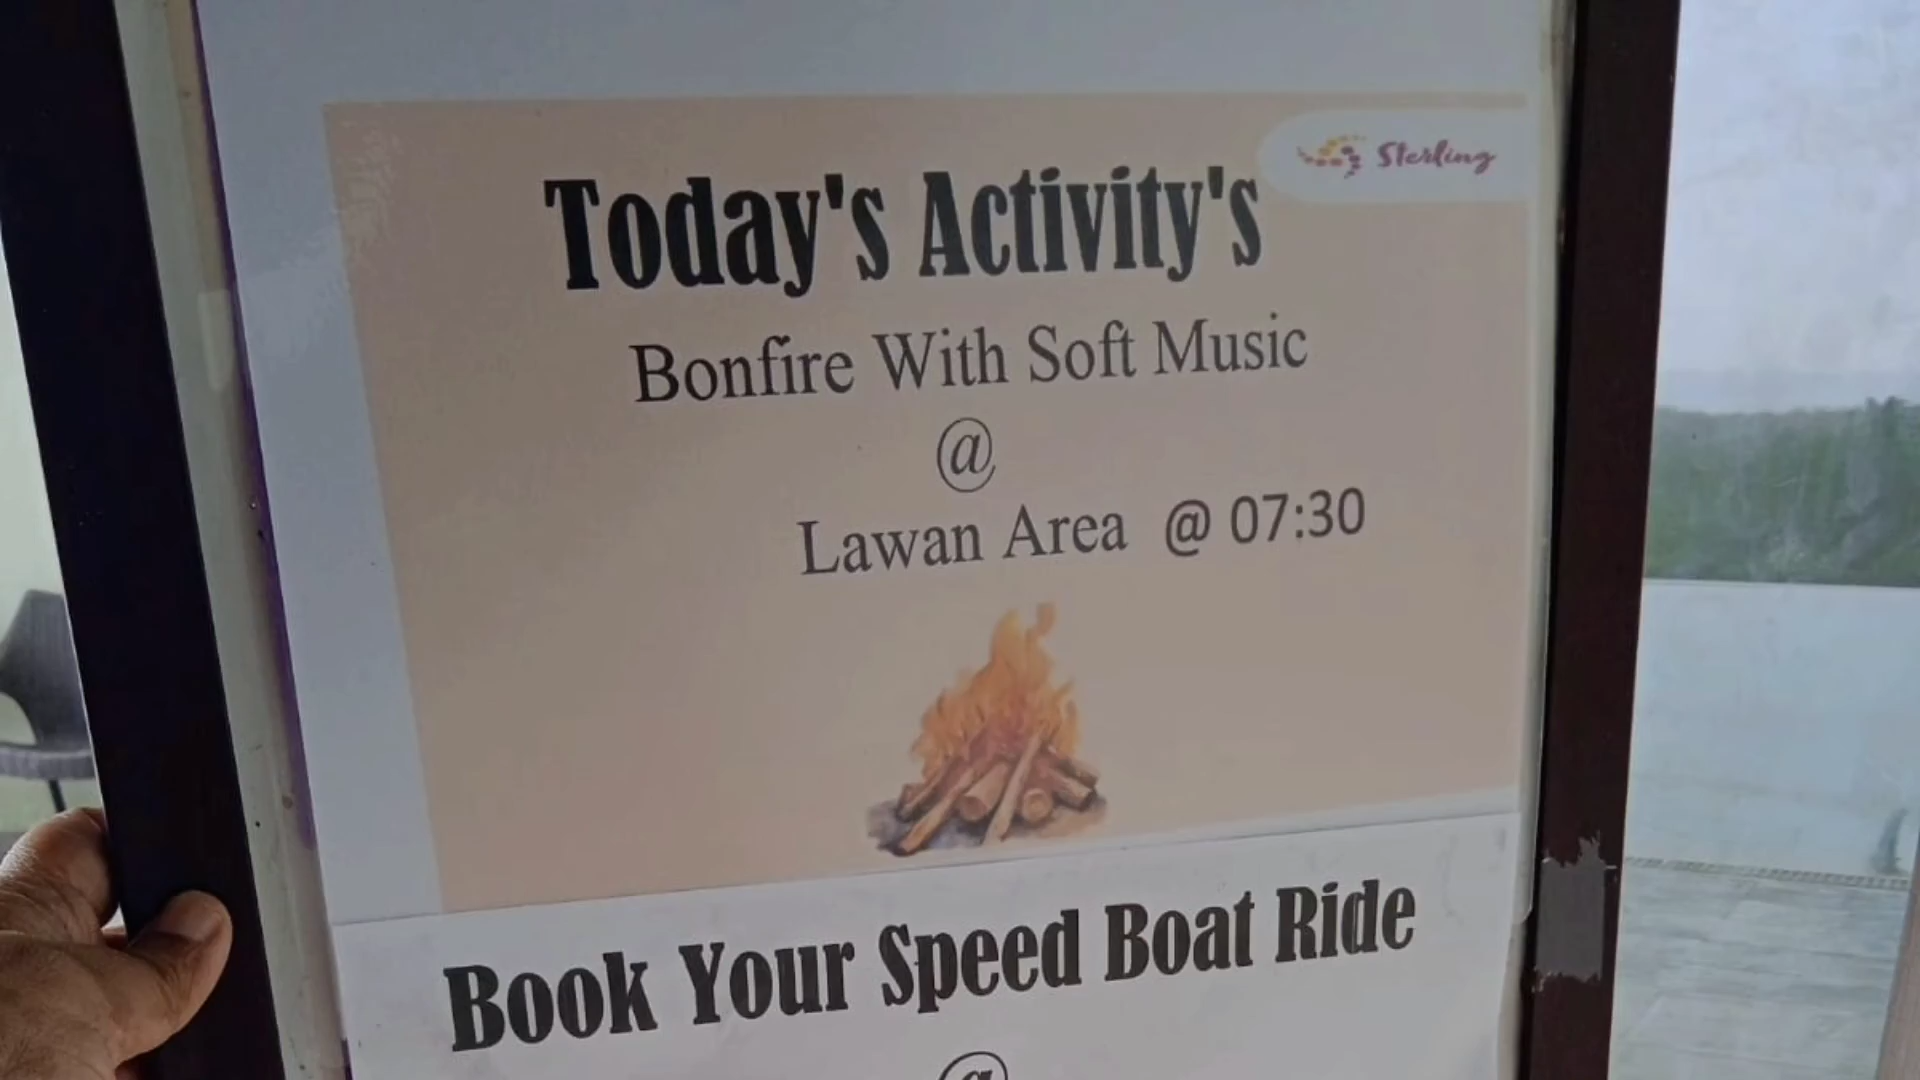 Sterling
Today's Activity's
Bonfire With Soft Music
@
Lawan Area @ 07:30
Book Your Speed Boat Ride
@